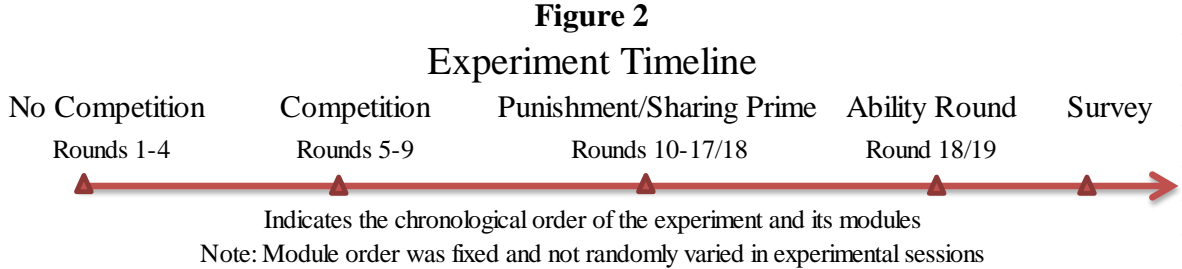 Figure 2
Experiment Timeline
No Competition Competition Punishment/Sharing Prime Ability Round Survey
Rounds 1-4 Rounds 5-9 Rounds 10-17/18 Round 18/19
Indicates the chronological order of the experiment and its modules
Note: Module order was fixed and not randomly varied in experimental sessions